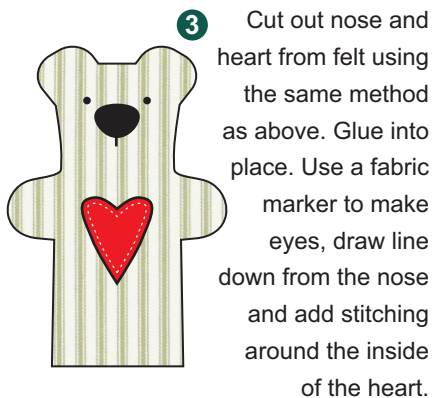 3 Cut out nose and
heart from felt using
the same method
as above. Glue into
place. Use a fabric
marker to make
eyes, draw line
down from the nose
and add stitching
around the inside
of the heart.